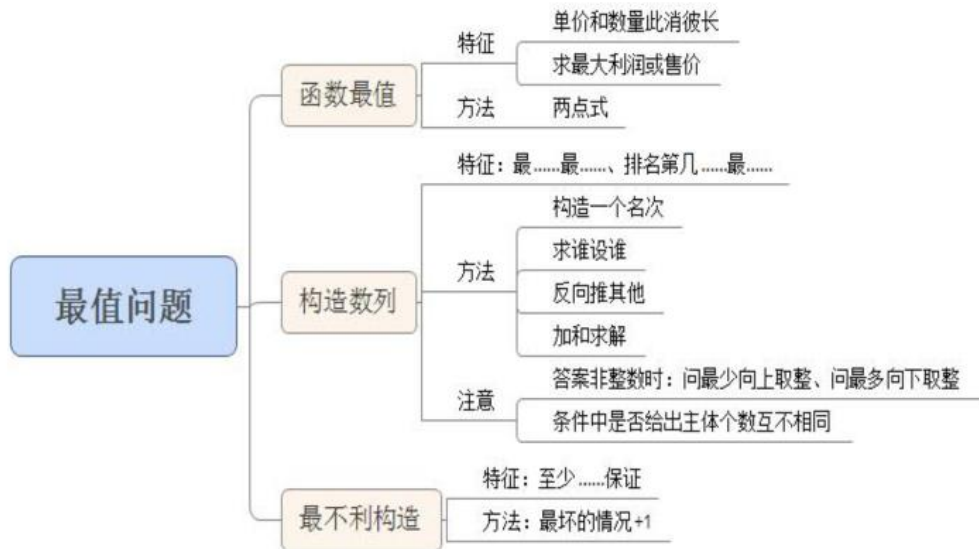 最值问题
函数最值
特征
单价和数量此消彼长
求最大利润或售价
方法
两点式
构造数列
特征：最……最……、排名第几……最……
方法
构造一个名次
求谁设谁
反向推其他
加和求解
注意
答案非整数时：问最少向上取整、问最多向下取整
条件中是否给出主体个数互不相同
最不利构造
特征：至少……保证
方法：最坏的情况+1